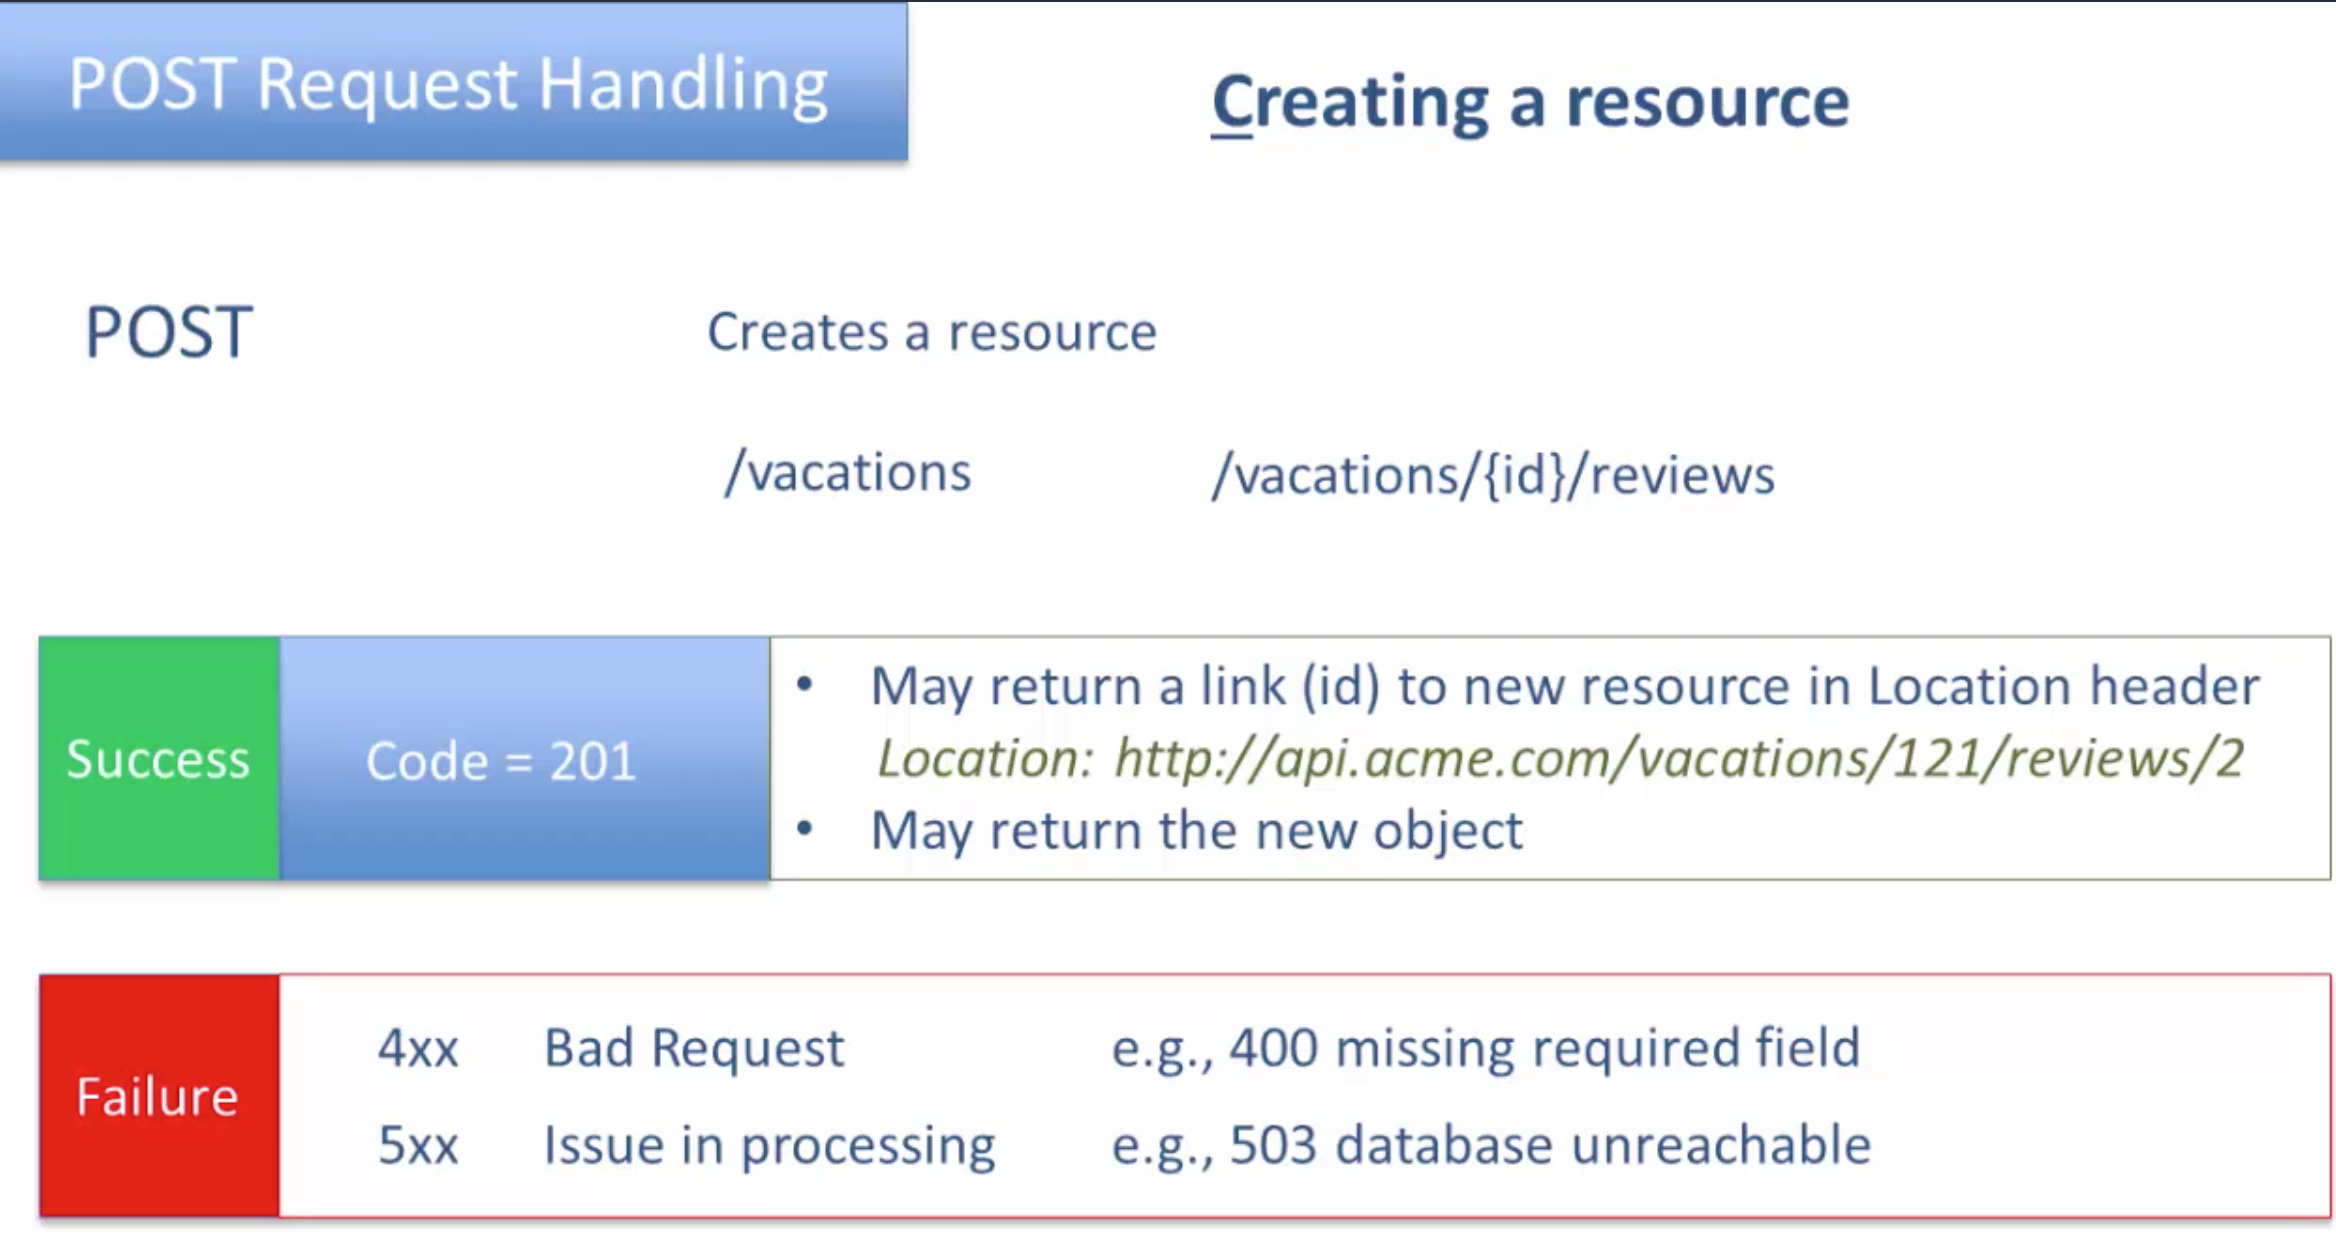 POST Request Handling
Creating a resource
POST
Creates a resource
/vacations
/vacations/{id}/reviews
Success
Code = 201
• May return a link (id) to new resource in Location header
Location: http://api.acme.com/vacations/121/reviews/2
• May return the new object
Failure
4xx Bad Request e.g., 400 missing required field
5xx Issue in processing e.g., 503 database unreachable